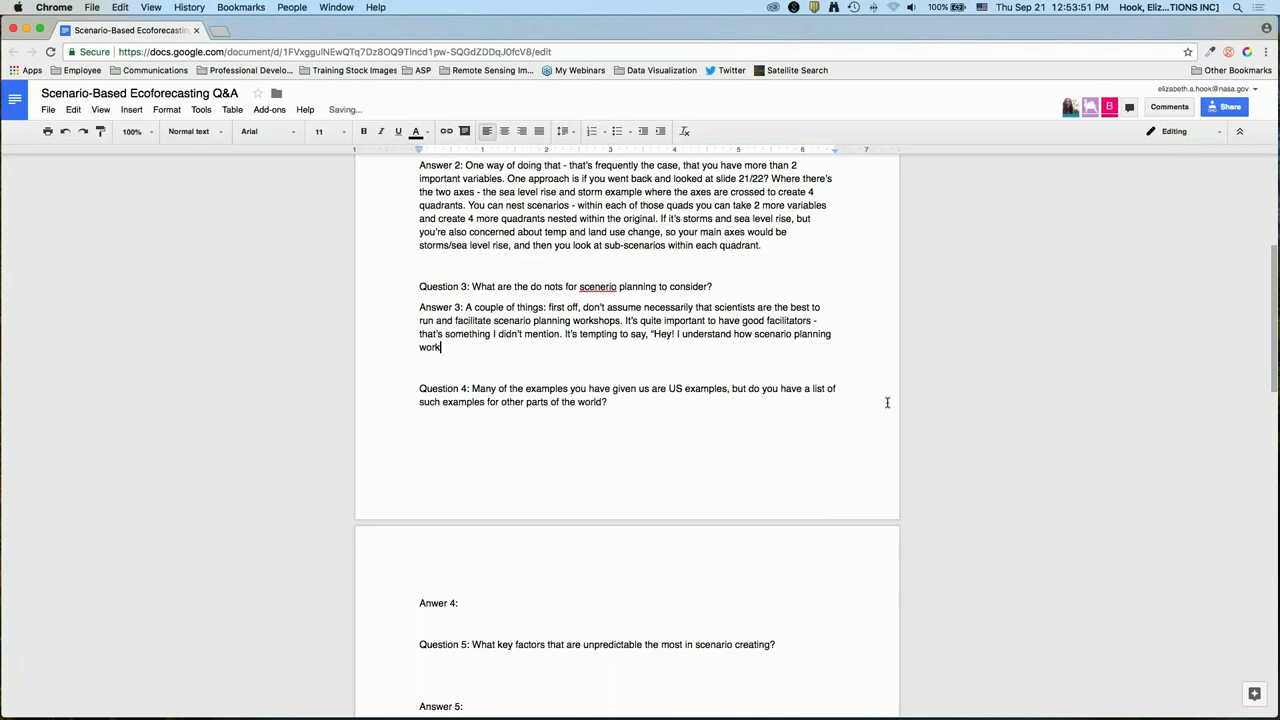 Chrome File Edit View History Bookmarks People Window Help 100% Thu Sep 21 12:53:51 PM Hook, Eliz...TIONS INC]
Scenario-Based Ecoforecasting
Secure https://docs.google.com/document/d/1FVxggulNEwQTq7Dz8OQ9Tlncd1pw-SQGdZDDqJ0fcV8/edit
Apps Employee Communications Professional Develo... Training Stock Images ASP Remote Sensing Im... My Webinars Data Visualization Twitter Satellite Search Other Bookmarks
Scenario-Based Ecoforecasting Q&A
elizabeth.a.hook@nasa.gov
File Edit View Insert Format Tools Table Add-ons Help Saving...
B Comments Share
100% Normal text Arial 11 B I U A Editing
1 1 2 3 4 5 6 7
Answer 2: One way of doing that - that's frequently the case, that you have more than 2
important variables. One approach is if you went back and looked at slide 21/22? Where there's
the two axes - the sea level rise and storm example where the axes are crossed to create 4
quadrants. You can nest scenarios - within each of those quads you can take 2 more variables
and create 4 more quadrants nested within the original. If it's storms and sea level rise, but
you're also concerned about temp and land use change, so your main axes would be
storms/sea level rise, and then you look at sub-scenarios within each quadrant.
Question 3: What are the do nots for scenerio planning to consider?
Answer 3: A couple of things: first off, don't assume necessarily that scientists are the best to
run and facilitate scenario planning workshops. It's quite important to have good facilitators -
that's something I didn't mention. It's tempting to say, "Hey! I understand how scenario planning
work
Question 4: Many of the examples you have given us are US examples, but do you have a list of
such examples for other parts of the world?
Anwer 4:
Question 5: What key factors that are unpredictable the most in scenario creating?
Answer 5: